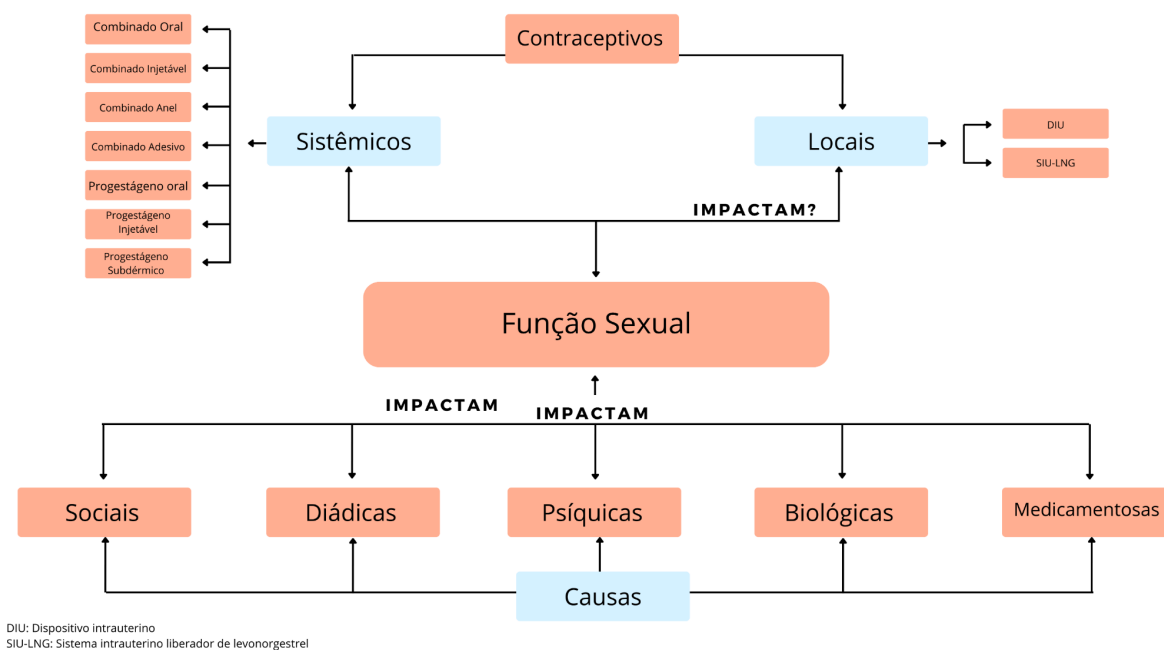 Contraceptivos
Combinado Oral
Combinado Injetável
Combinado Anel
Combinado Adesivo
Progestágeno oral
Progestágeno
Injetável
Progestágeno
Subdérmico
Sistêmicos
Locais
DIU
SIU-LNG
IMPACTAM?
Função Sexual
IMPACTAM
IMPACTAM
Sociais
Diádicas
Psíquicas
Biológicas
Medicamentosas
Causas
DIU: Dispositivo intrauterino
SIU-LNG: Sistema intrauterino liberador de levonorgestrel